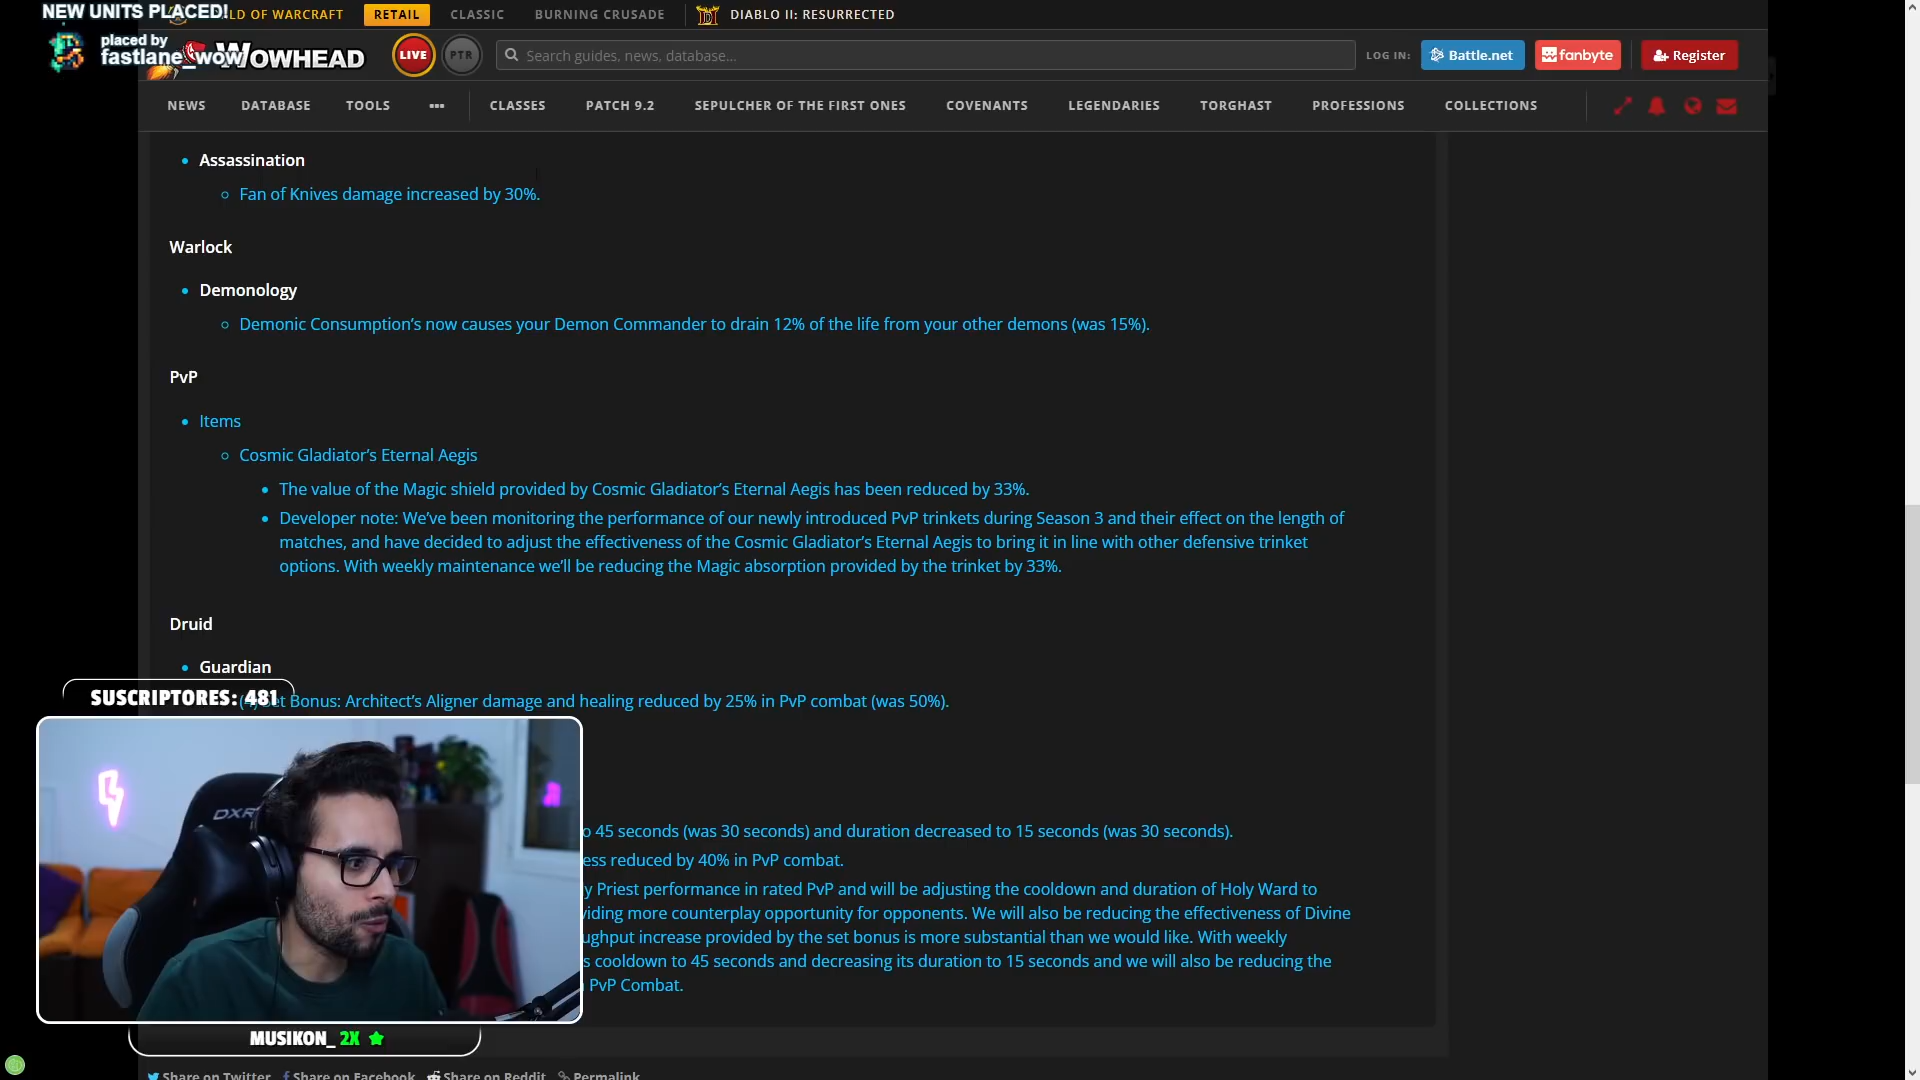 NEW UNITS PLACED!
placed by
fastlane_wow
LD OF WARCRAFT
RETAIL
CLASSIC
BURNING CRUSADE
DIABLO II: RESURRECTED
WOWHEAD
LIVE
PTR
Search guides, news, database...
LOG IN:
Battle.net
fanbyte
Register
NEWS
DATABASE
TOOLS
•••
CLASSES
PATCH 9.2
SEPULCHER OF THE FIRST ONES
COVENANTS
LEGENDARIES
TORGHAST
PROFESSIONS
COLLECTIONS
Assassination
Fan of Knives damage increased by 30%.
Warlock
Demonology
Demonic Consumption's now causes your Demon Commander to drain 12% of the life from your other demons (was 15%).
PvP
Items
Cosmic Gladiator's Eternal Aegis
The value of the Magic shield provided by Cosmic Gladiator's Eternal Aegis has been reduced by 33%.
Developer note: We've been monitoring the performance of our newly introduced PvP trinkets during Season 3 and their effect on the length of
matches, and have decided to adjust the effectiveness of the Cosmic Gladiator's Eternal Aegis to bring it in line with other defensive trinket
options. With weekly maintenance we'll be reducing the Magic absorption provided by the trinket by 33%.
Druid
Guardian
SUSCRIPTORES: 481
Set Bonus: Architect's Aligner damage and healing reduced by 25% in PvP combat (was 50%).
DXR
o 45 seconds (was 30 seconds) and duration decreased to 15 seconds (was 30 seconds).
ess reduced by 40% in PvP combat.
y Priest performance in rated PvP and will be adjusting the cooldown and duration of Holy Ward to
viding more counterplay opportunity for opponents. We will also be reducing the effectiveness of Divine
ughput increase provided by the set bonus is more substantial than we would like. With weekly
s cooldown to 45 seconds and decreasing its duration to 15 seconds and we will also be reducing the
PvP Combat.
MUSIKON_ 2X
Share on Twitter
Share on Facebook
Share on Reddit
Permalink